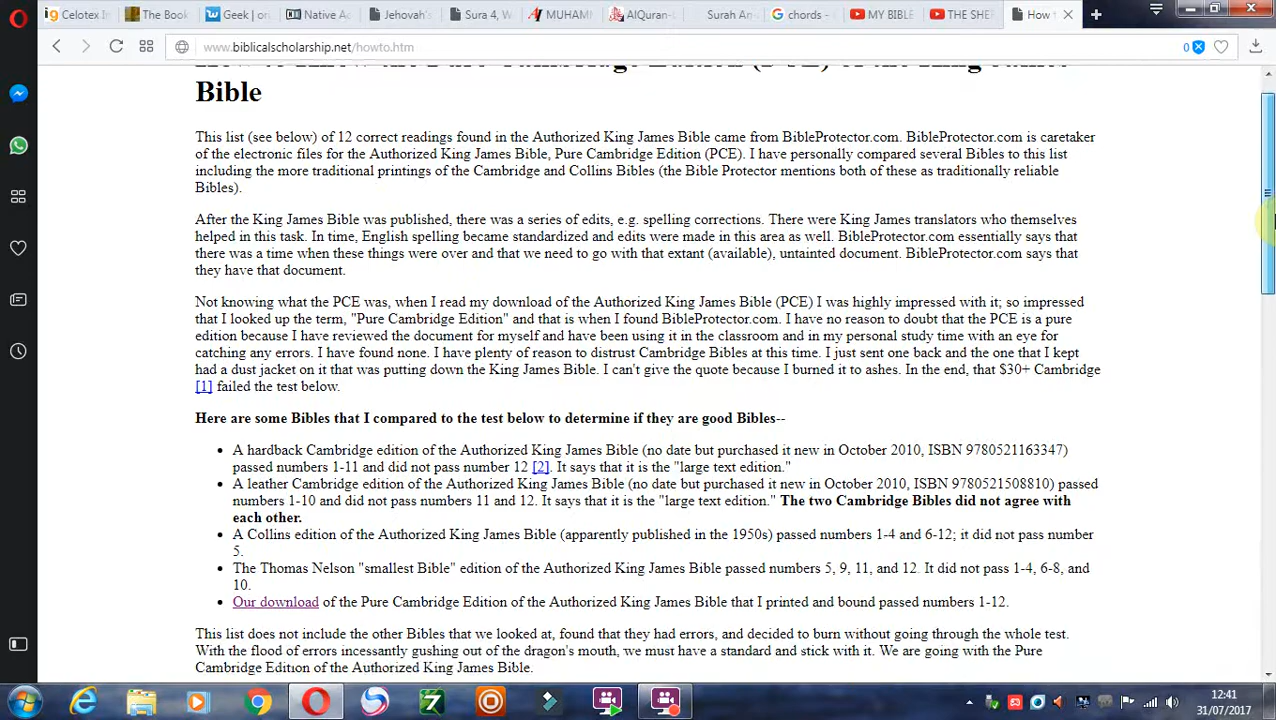 Celotex In
The Book
Geek | on
Native Ac
Jehovah's
Sura 4, W
MUHAMM
AlQuran-
Surah An-
chords -
MY BIBLE
THE SHE
How t
www.biblicalscholarship.net/howto.htm
0
Bible
This list (see below) of 12 correct readings found in the Authorized King James Bible came from BibleProtector.com. BibleProtector.com is caretaker
of the electronic files for the Authorized King James Bible, Pure Cambridge Edition (PCE). I have personally compared several Bibles to this list
including the more traditional printings of the Cambridge and Collins Bibles (the Bible Protector mentions both of these as traditionally reliable
Bibles).
After the King James Bible was published, there was a series of edits, e.g. spelling corrections. There were King James translators who themselves
helped in this task. In time, English spelling became standardized and edits were made in this area as well. BibleProtector.com essentially says that
there was a time when these things were over and that we need to go with that extant (available), untainted document. BibleProtector.com says that
they have that document.
Not knowing what the PCE was, when I read my download of the Authorized King James Bible (PCE) I was highly impressed with it; so impressed
that I looked up the term, "Pure Cambridge Edition" and that is when I found BibleProtector.com. I have no reason to doubt that the PCE is a pure
edition because I have reviewed the document for myself and have been using it in the classroom and in my personal study time with an eye for
catching any errors. I have found none. I have plenty of reason to distrust Cambridge Bibles at this time. I just sent one back and the one that I kept
had a dust jacket on it that was putting down the King James Bible. I can't give the quote because I burned it to ashes. In the end, that $30+ Cambridge
[1] failed the test below.
Here are some Bibles that I compared to the test below to determine if they are good Bibles--
• A hardback Cambridge edition of the Authorized King James Bible (no date but purchased it new in October 2010, ISBN 9780521163347)
passed numbers 1-11 and did not pass number 12 [2]. It says that it is the "large text edition."
• A leather Cambridge edition of the Authorized King James Bible (no date but purchased it new in October 2010, ISBN 9780521508810) passed
numbers 1-10 and did not pass numbers 11 and 12. It says that it is the "large text edition." The two Cambridge Bibles did not agree with
each other.
• A Collins edition of the Authorized King James Bible (apparently published in the 1950s) passed numbers 1-4 and 6-12; it did not pass number
5.
• The Thomas Nelson "smallest Bible" edition of the Authorized King James Bible passed numbers 5, 9, 11, and 12. It did not pass 1-4, 6-8, and
10.
• Our download of the Pure Cambridge Edition of the Authorized King James Bible that I printed and bound passed numbers 1-12.
This list does not include the other Bibles that we looked at, found that they had errors, and decided to burn without going through the whole test.
With the flood of errors incessantly gushing out of the dragon's mouth, we must have a standard and stick with it. We are going with the Pure
Cambridge Edition of the Authorized King James Bible.
12:41
31/07/2017